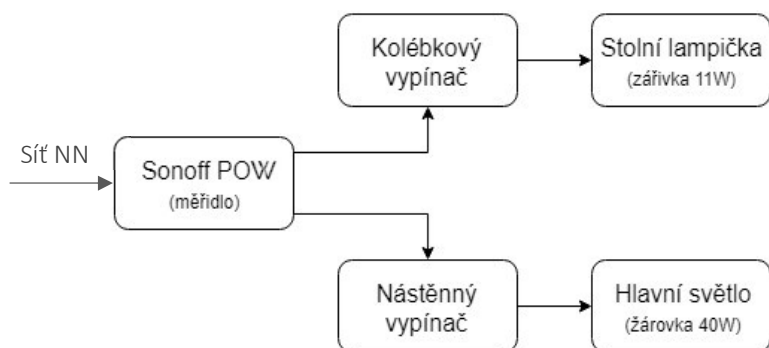 Síť NN
Sonoff POW
(měřidlo)
Kolébkový
vypínač
Stolní lampička
(zářivka 11W)
Nástěnný
vypínač
Hlavní světlo
(žárovka 40W)